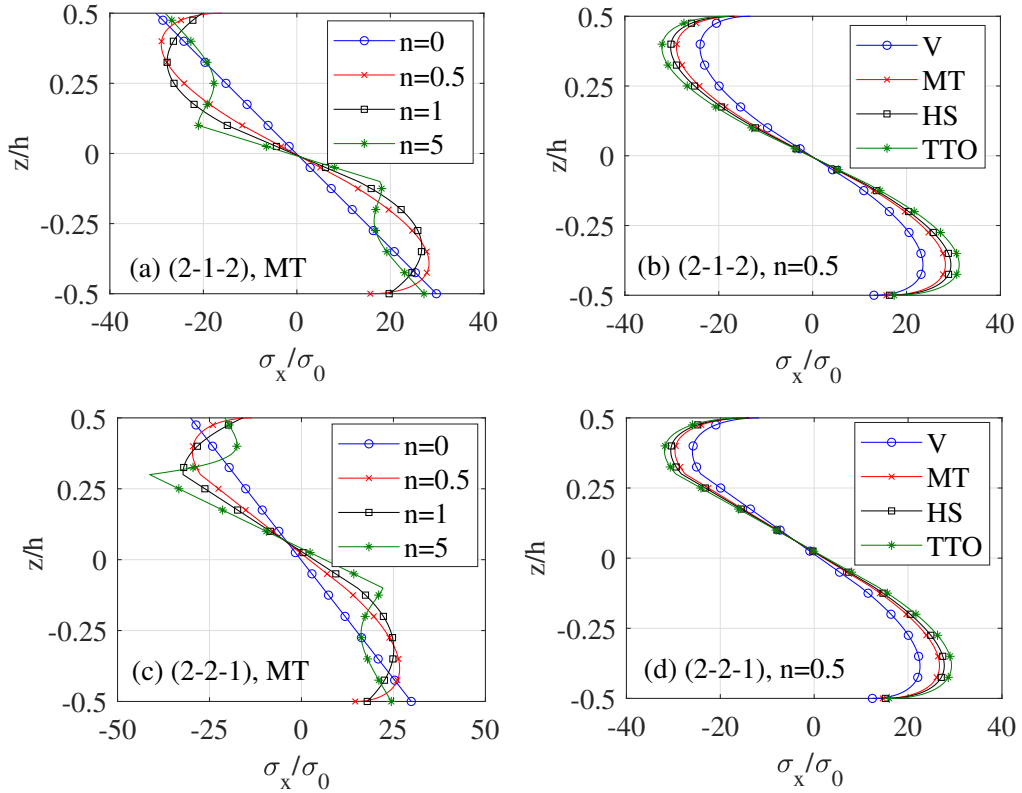 0.5
0.25
0
-0.25
-0.5
z/h
n=0
n=0.5
n=1
n=5
(a) (2-1-2), MT
-40
-20
0
20
40
σx/σ0
0.5
0.25
0
-0.25
-0.5
z/h
V
MT
HS
TTO
(b) (2-1-2), n=0.5
-40
-20
0
20
40
σx/σ0
0.5
0.25
0
-0.25
-0.5
z/h
n=0
n=0.5
n=1
n=5
(c) (2-2-1), MT
-50
-25
0
25
50
σx/σ0
0.5
0.25
0
-0.25
-0.5
z/h
V
MT
HS
TTO
(d) (2-2-1), n=0.5
-40
-20
0
20
40
σx/σ0